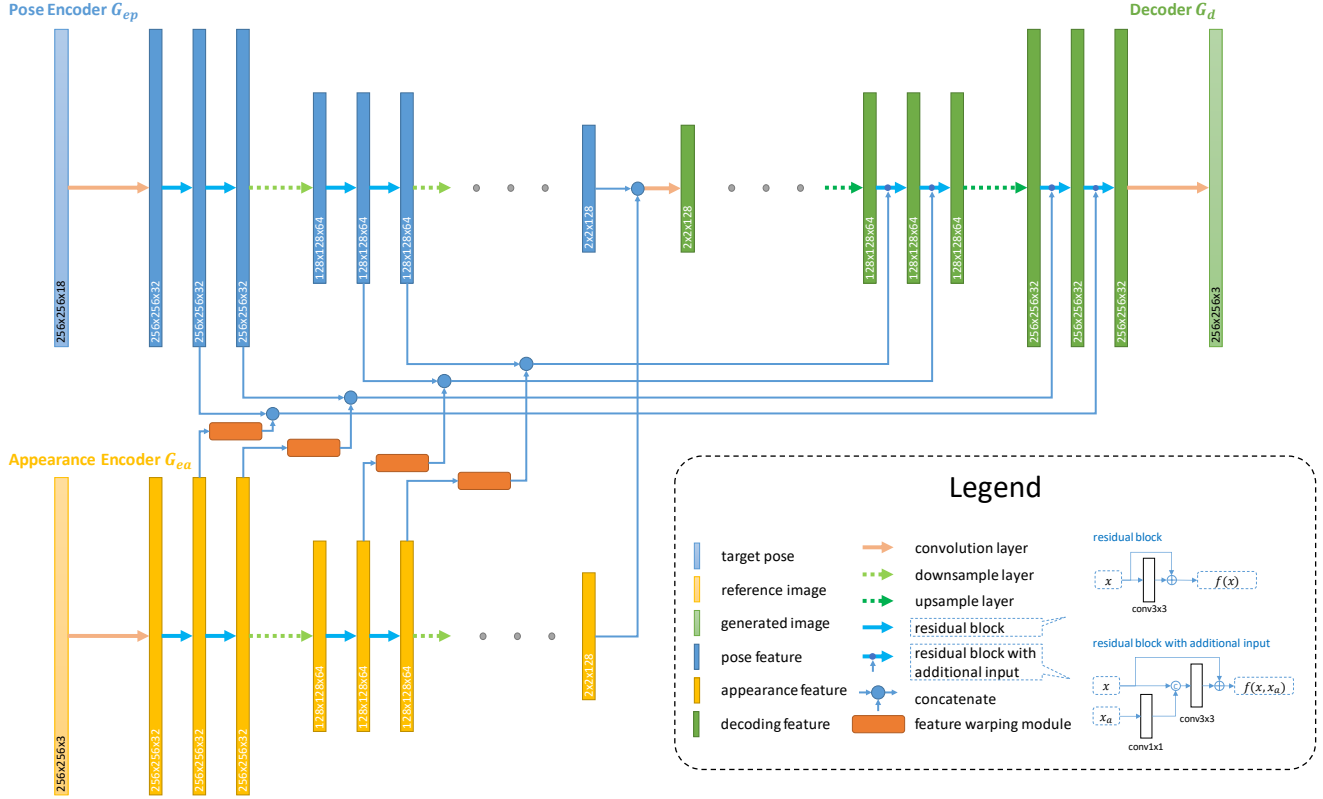 Pose Encoder G_ep
Decoder G_d
256x256x18
256x256x32
256x256x32
256x256x32
128x128x64
128x128x64
128x128x64
2x2x128
2x2x128
128x128x64
128x128x64
128x128x64
256x256x32
256x256x32
256x256x32
256x256x3
Appearance Encoder G_ea
256x256x3
256x256x32
256x256x32
256x256x32
128x128x64
128x128x64
128x128x64
2x2x128
Legend
target pose
reference image
generated image
pose feature
appearance feature
decoding feature
convolution layer
downsample layer
upsample layer
residual block
residual block with
additional input
concatenate
feature warping module
residual block
x
f(x)
conv3x3
residual block with additional input
x
c
f(x, x_a)
x_a
conv3x3
conv1x1